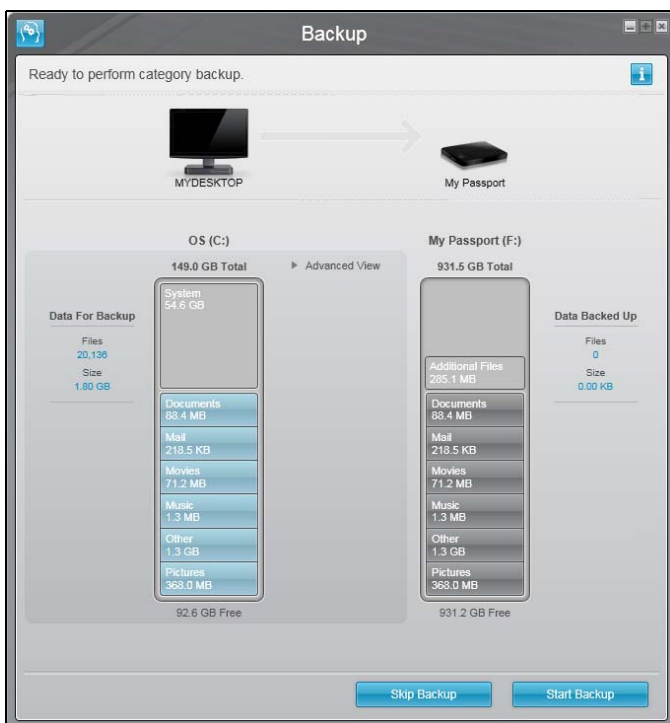 Backup
Ready to perform category backup.
MYDESKTOP
My Passport
OS (C:)
149.0 GB Total
Advanced View
Data For Backup
Files
20,136
Size
1.80 GB
System
54.6 GB
Documents
88.4 MB
Mail
218.5 KB
Movies
71.2 MB
Music
1.3 MB
Other
1.3 GB
Pictures
368.0 MB
92.6 GB Free
My Passport (F:)
931.5 GB Total
Additional Files
285.1 MB
Documents
88.4 MB
Mail
218.5 KB
Movies
71.2 MB
Music
1.3 MB
Other
1.3 GB
Pictures
368.0 MB
931.2 GB Free
Data Backed Up
Files
0
Size
0.00 KB
Skip Backup
Start Backup